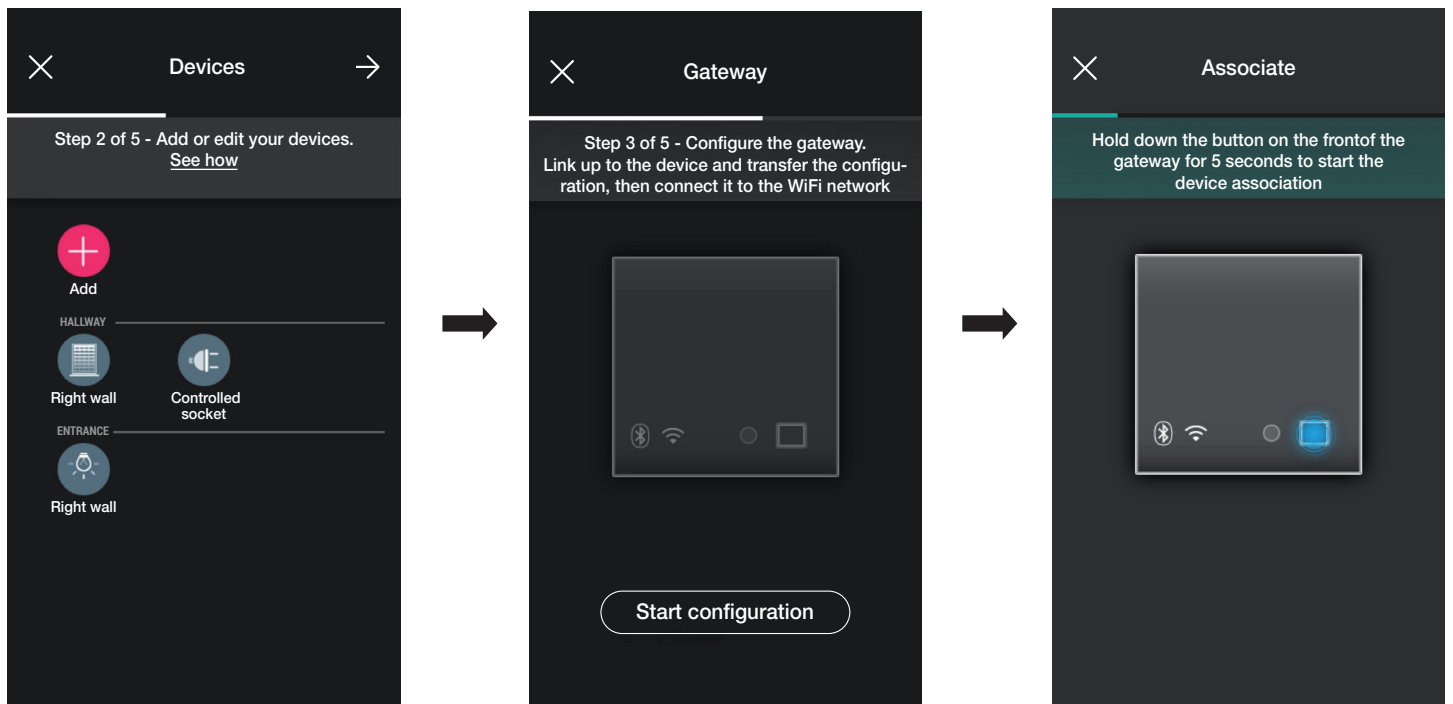 Devices
Step 2 of 5 - Add or edit your devices.
See how
Add
HALLWAY
Right wall
Controlled
socket
ENTRANCE
Right wall
Gateway
Step 3 of 5 - Configure the gateway.
Link up to the device and transfer the configu-
ration, then connect it to the WiFi network
Start configuration
Associate
Hold down the button on the frontof the
gateway for 5 seconds to start the
device association